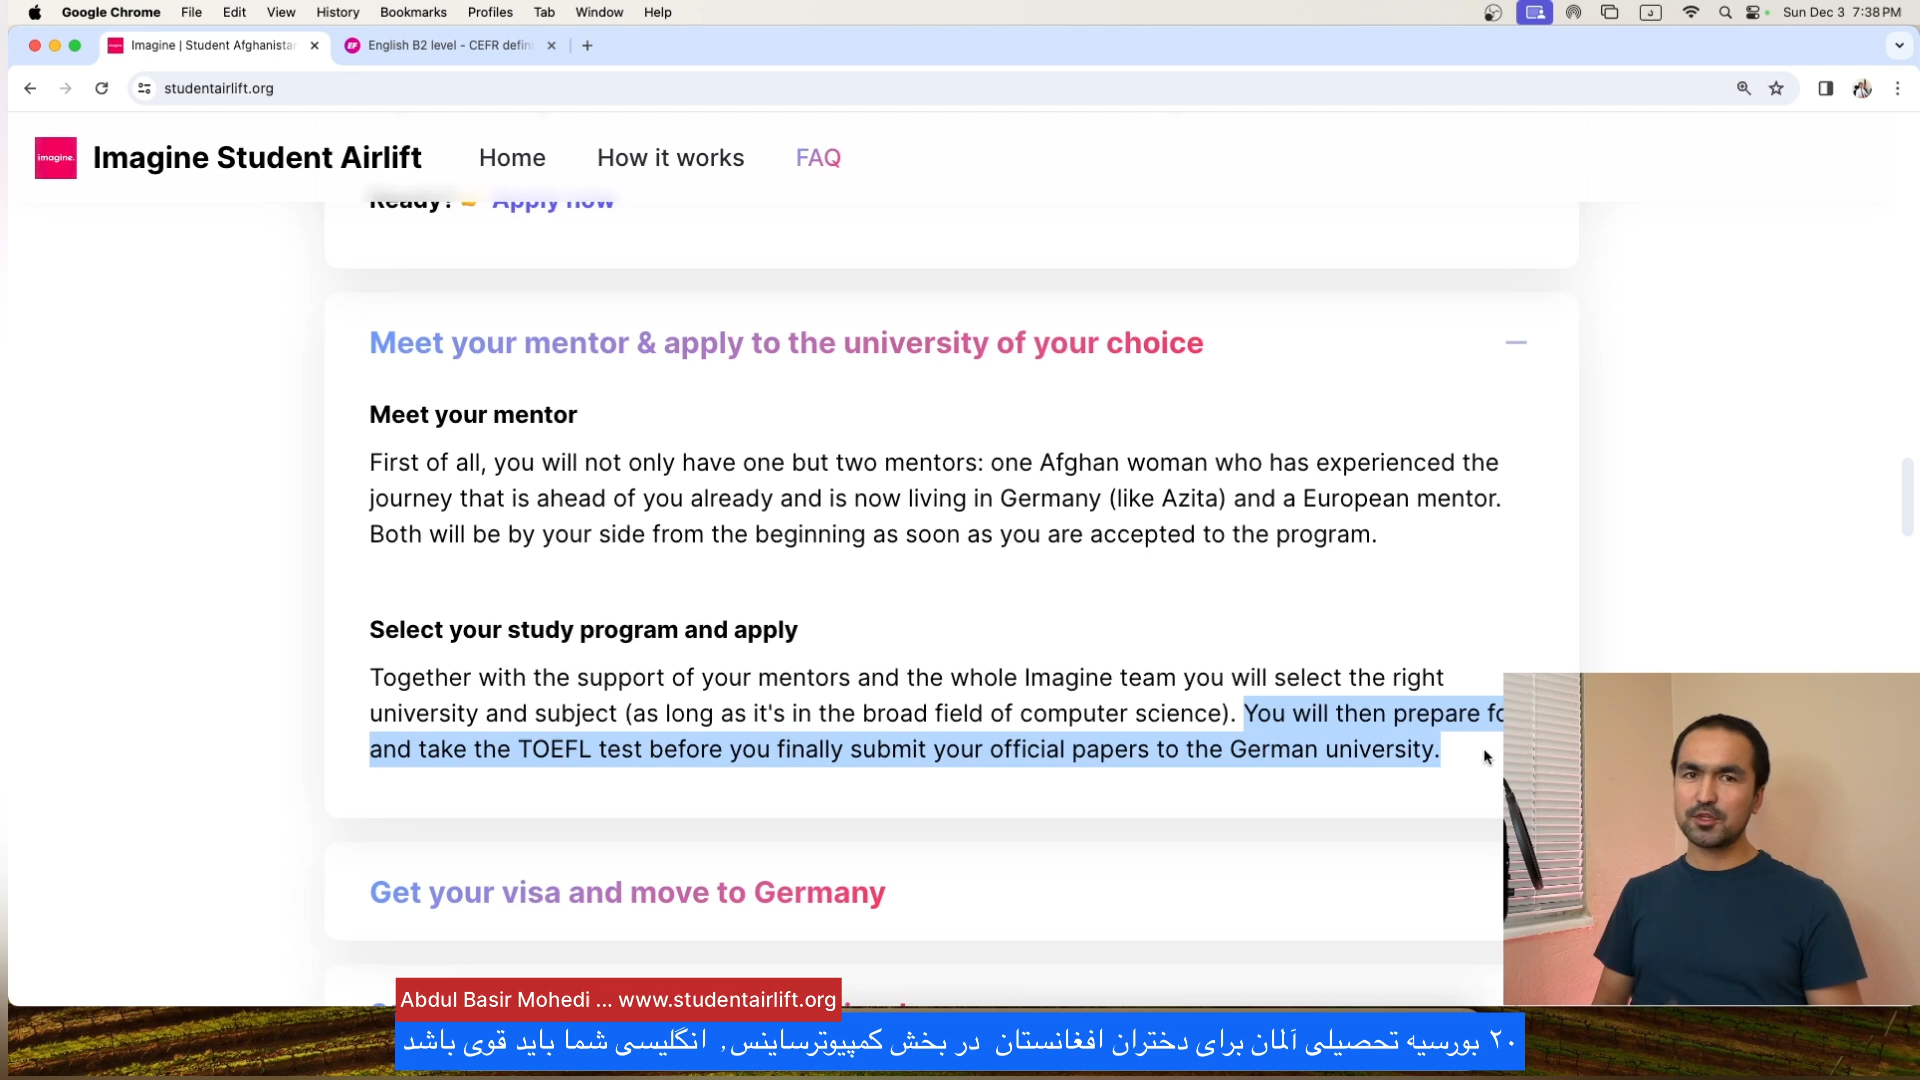 Google Chrome File Edit View History Bookmarks Profiles Tab Window Help Sun Dec 3 7:38 PM
Imagine | Student Afghanistan English B2 level - CEFR defin
studentairlift.org
imagine. Imagine Student Airlift Home How it works FAQ
Ready? Apply now
Meet your mentor & apply to the university of your choice
Meet your mentor
First of all, you will not only have one but two mentors: one Afghan woman who has experienced the
journey that is ahead of you already and is now living in Germany (like Azita) and a European mentor.
Both will be by your side from the beginning as soon as you are accepted to the program.
Select your study program and apply
Together with the support of your mentors and the whole Imagine team you will select the right
university and subject (as long as it's in the broad field of computer science). You will then prepare fo
and take the TOEFL test before you finally submit your official papers to the German university.
Get your visa and move to Germany
Abdul Basir Mohedi ... www.studentairlift.org
۲۰ بورسیه تحصیلی آلمان برای دختران افغانستان در بخش کمپیوترساینس, انگلیسی شما باید قوی باشد